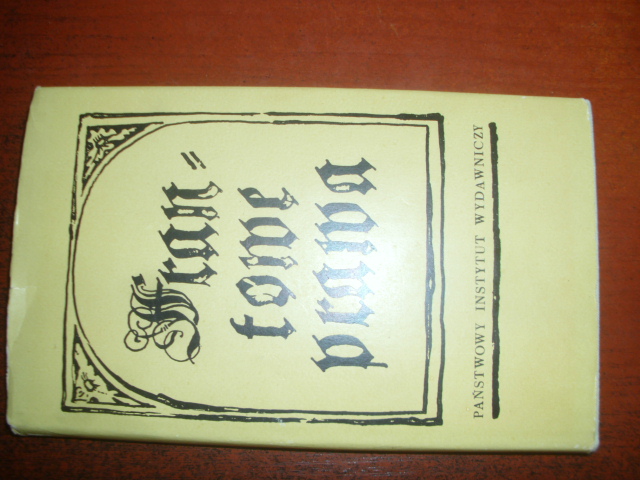 Fran=
towe
prawa
PAŃSTWOWY INSTYTUT WYDAWNICZY